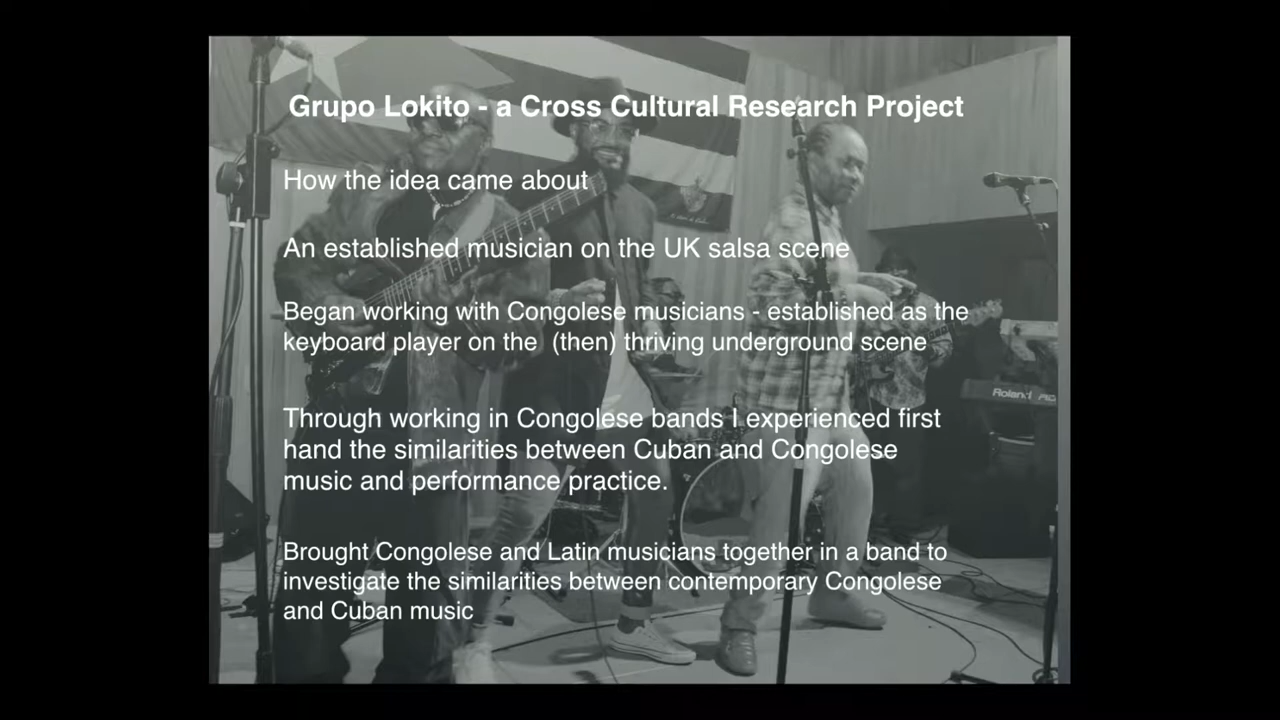 Grupo Lokito - a Cross Cultural Research Project
How the idea came about
An established musician on the UK salsa scene
Began working with Congolese musicians - established as the
keyboard player on the (then) thriving underground scene
Through working in Congolese bands I experienced first
hand the similarities between Cuban and Congolese
music and performance practice.
Brought Congolese and Latin musicians together in a band to
investigate the similarities between contemporary Congolese
and Cuban music
Roland